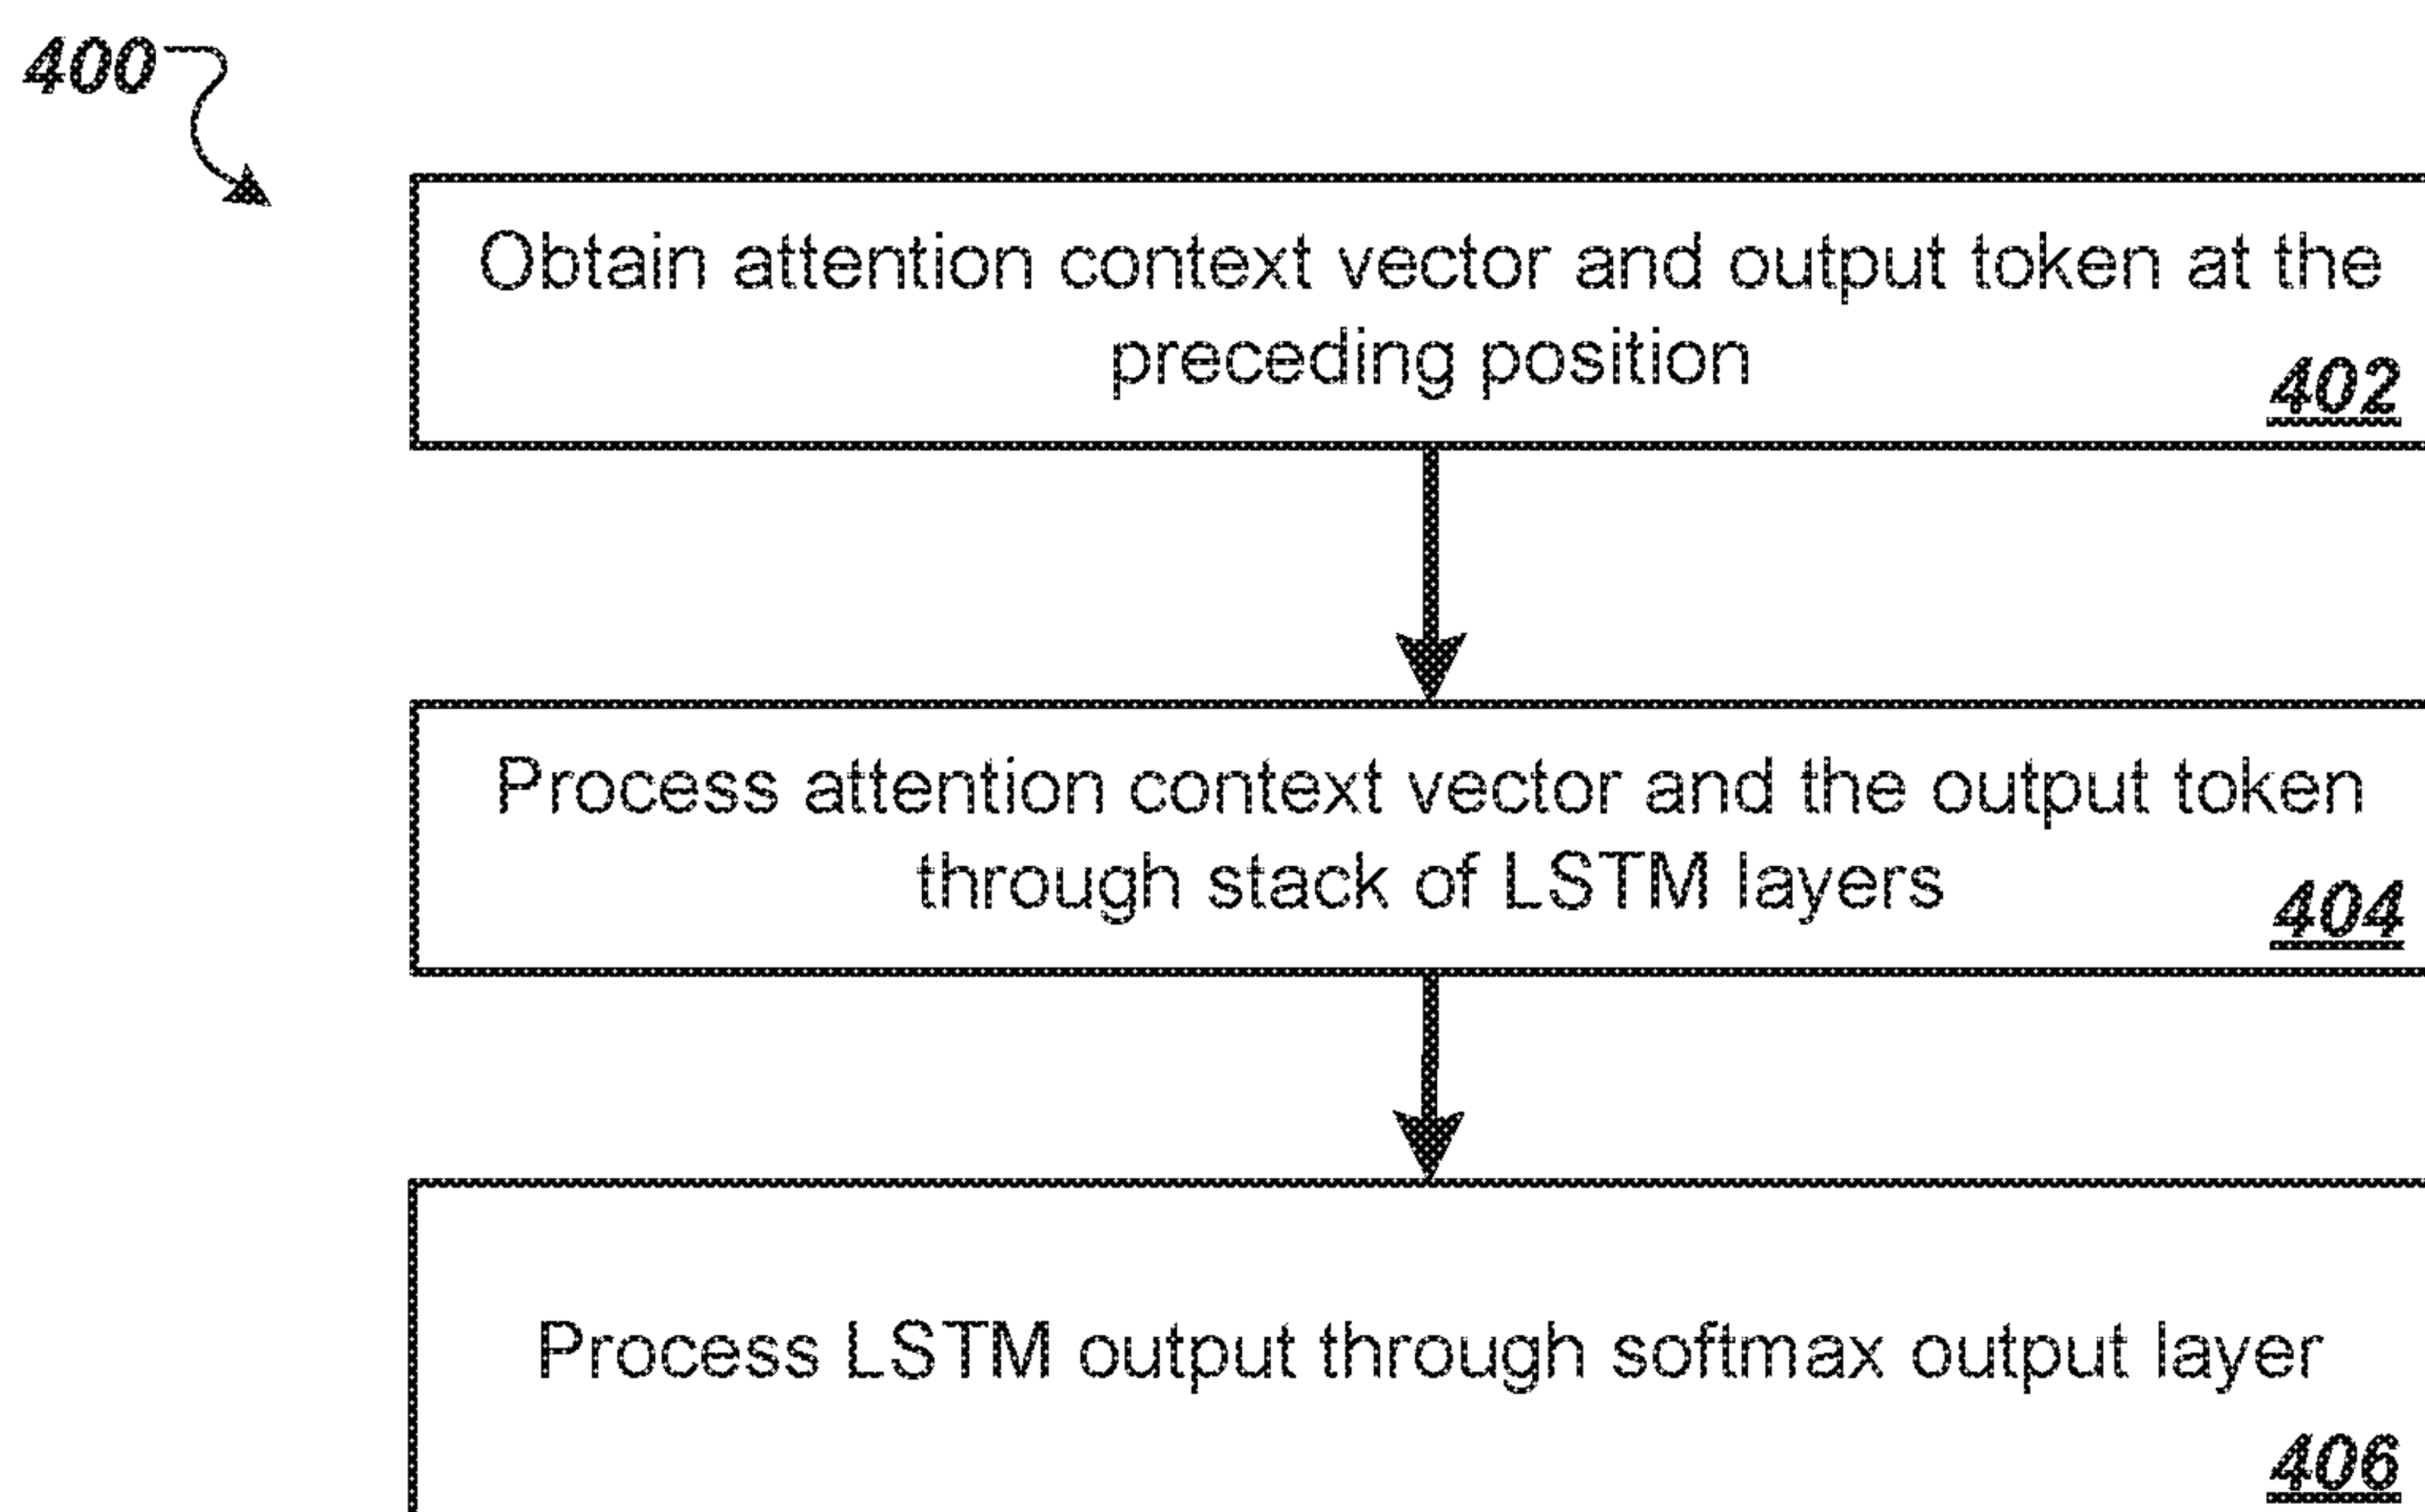 400
Obtain attention context vector and output token at the
preceding position
402
Process attention context vector and the output token
through stack of LSTM layers
404
Process LSTM output through softmax output layer
406